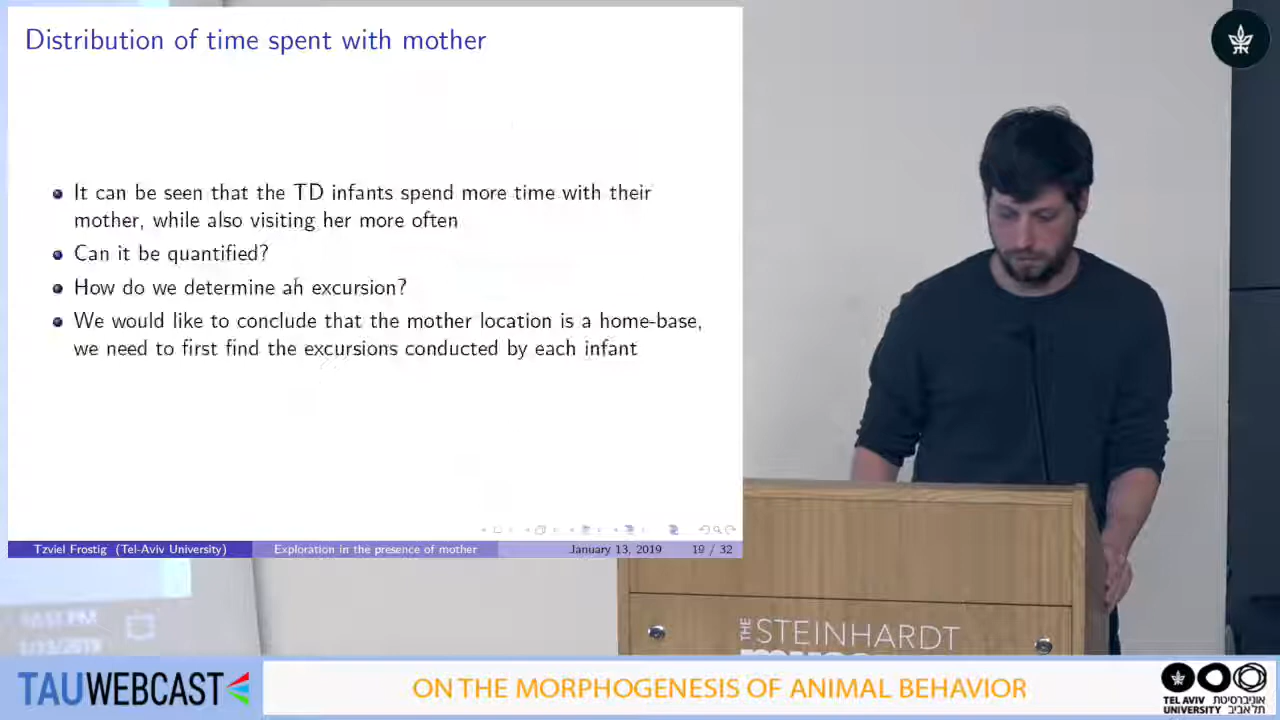 Distribution of time spent with mother
It can be seen that the TD infants spend more time with their
mother, while also visiting her more often
Can it be quantified?
How do we determine ah excursion?
We would like to conclude that the mother location is a home-base,
we need to first find the excursions conducted by each infant
Tzviel Frostig (Tel-Aviv University) Exploration in the presence of mother January 13, 2019 19 / 32
THE STEINHARDT
TAUWEBCAST
ON THE MORPHOGENESIS OF ANIMAL BEHAVIOR
TEL AVIV אוניברסיטת
UNIVERSITY תל אביב